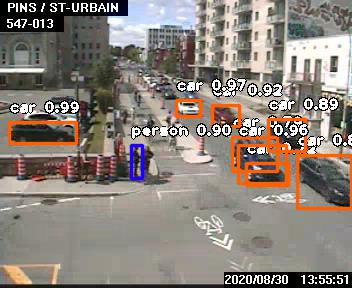 PINS / ST-URBAIN
547-013
car 0.97
car 0.92
car 0.99
car 0.89
person 0.90
car 0.96
2020/08/30 13:55:51